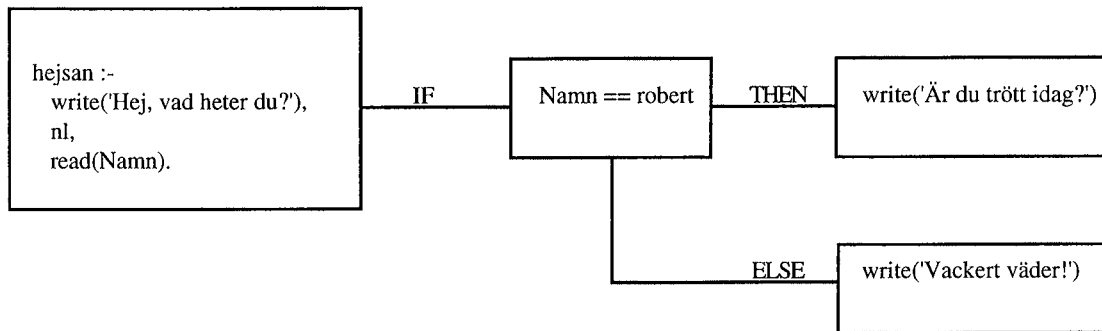 hejsan :-
write('Hej, vad heter du?'),
nl,
read(Namn).
IF
Namn == robert
THEN
write('Är du trött idag?')
ELSE
write('Vackert väder!')